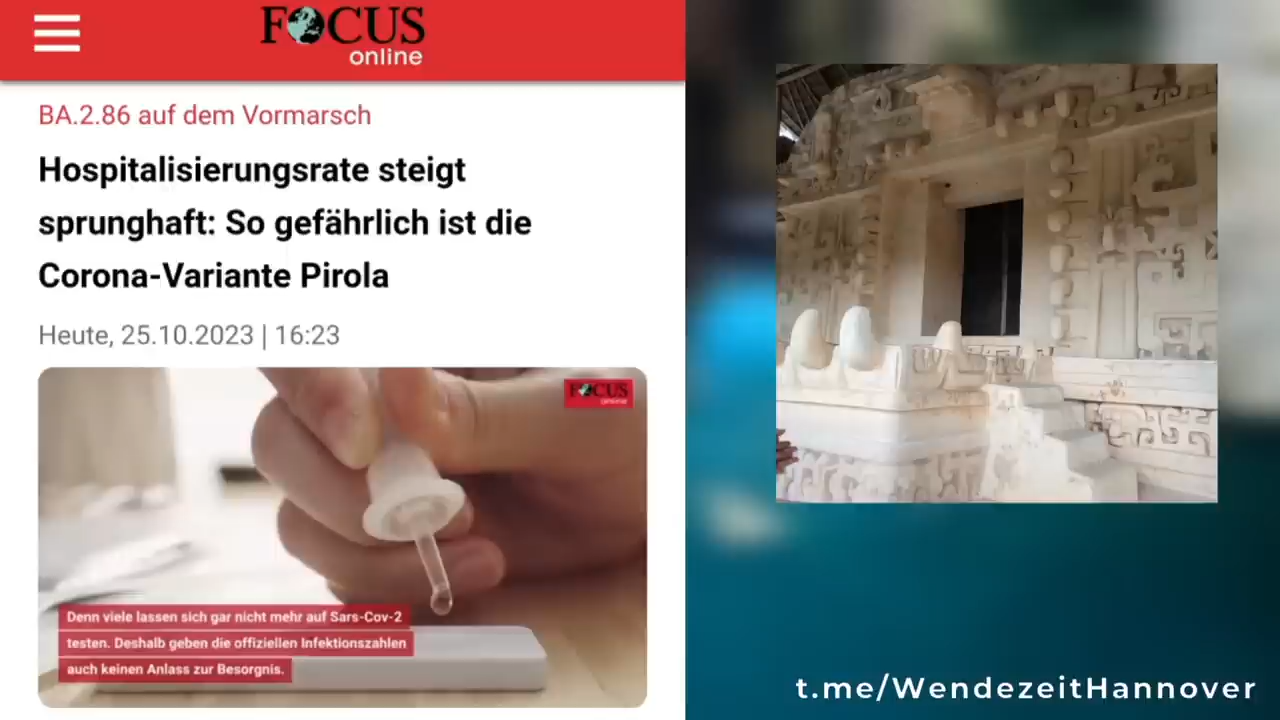 FOCUS
online
BA.2.86 auf dem Vormarsch
Hospitalisierungsrate steigt
sprunghaft: So gefährlich ist die
Corona-Variante Pirola
Heute, 25.10.2023 | 16:23
FOCUS
online
Denn viele lassen sich gar nicht mehr auf Sars-Cov-2
testen. Deshalb geben die offiziellen Infektionszahlen
auch keinen Anlass zur Besorgnis.
t.me/WendezeitHannover